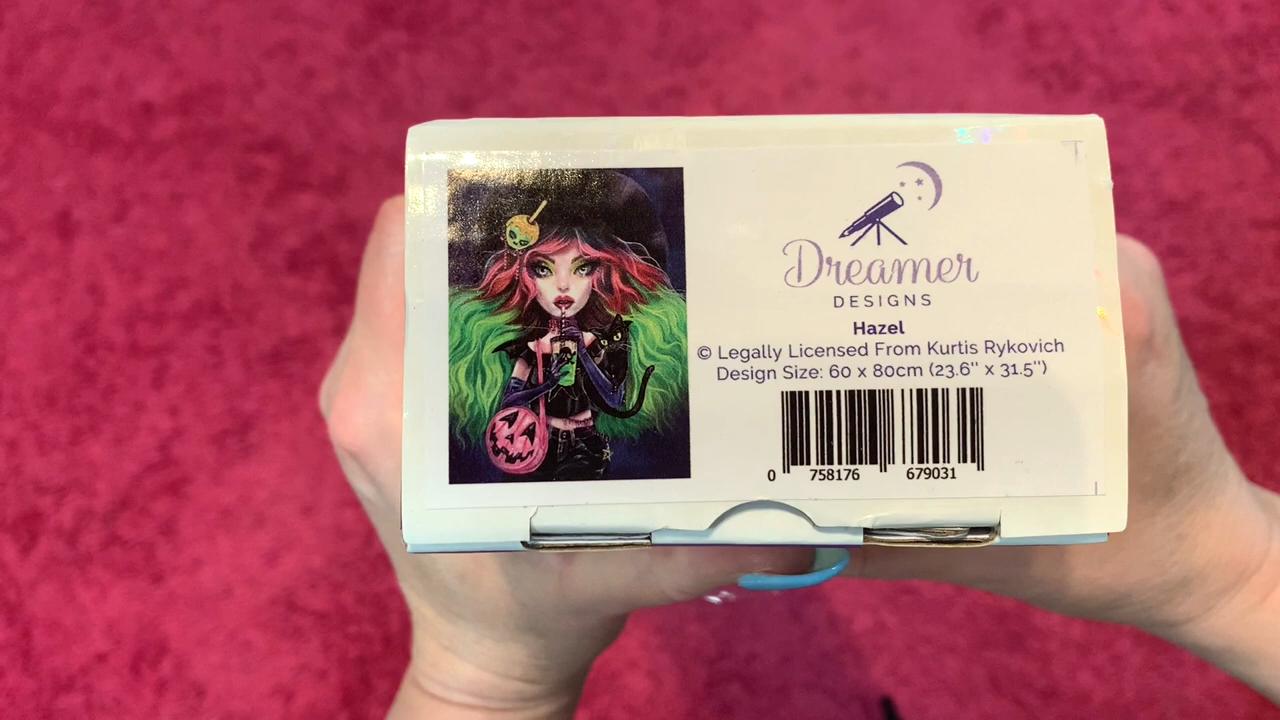 Dreamer
DESIGNS
Hazel
© Legally Licensed From Kurtis Rykovich
Design Size: 60 x 80cm (23.6'' x 31.5'')
0 758176 679031